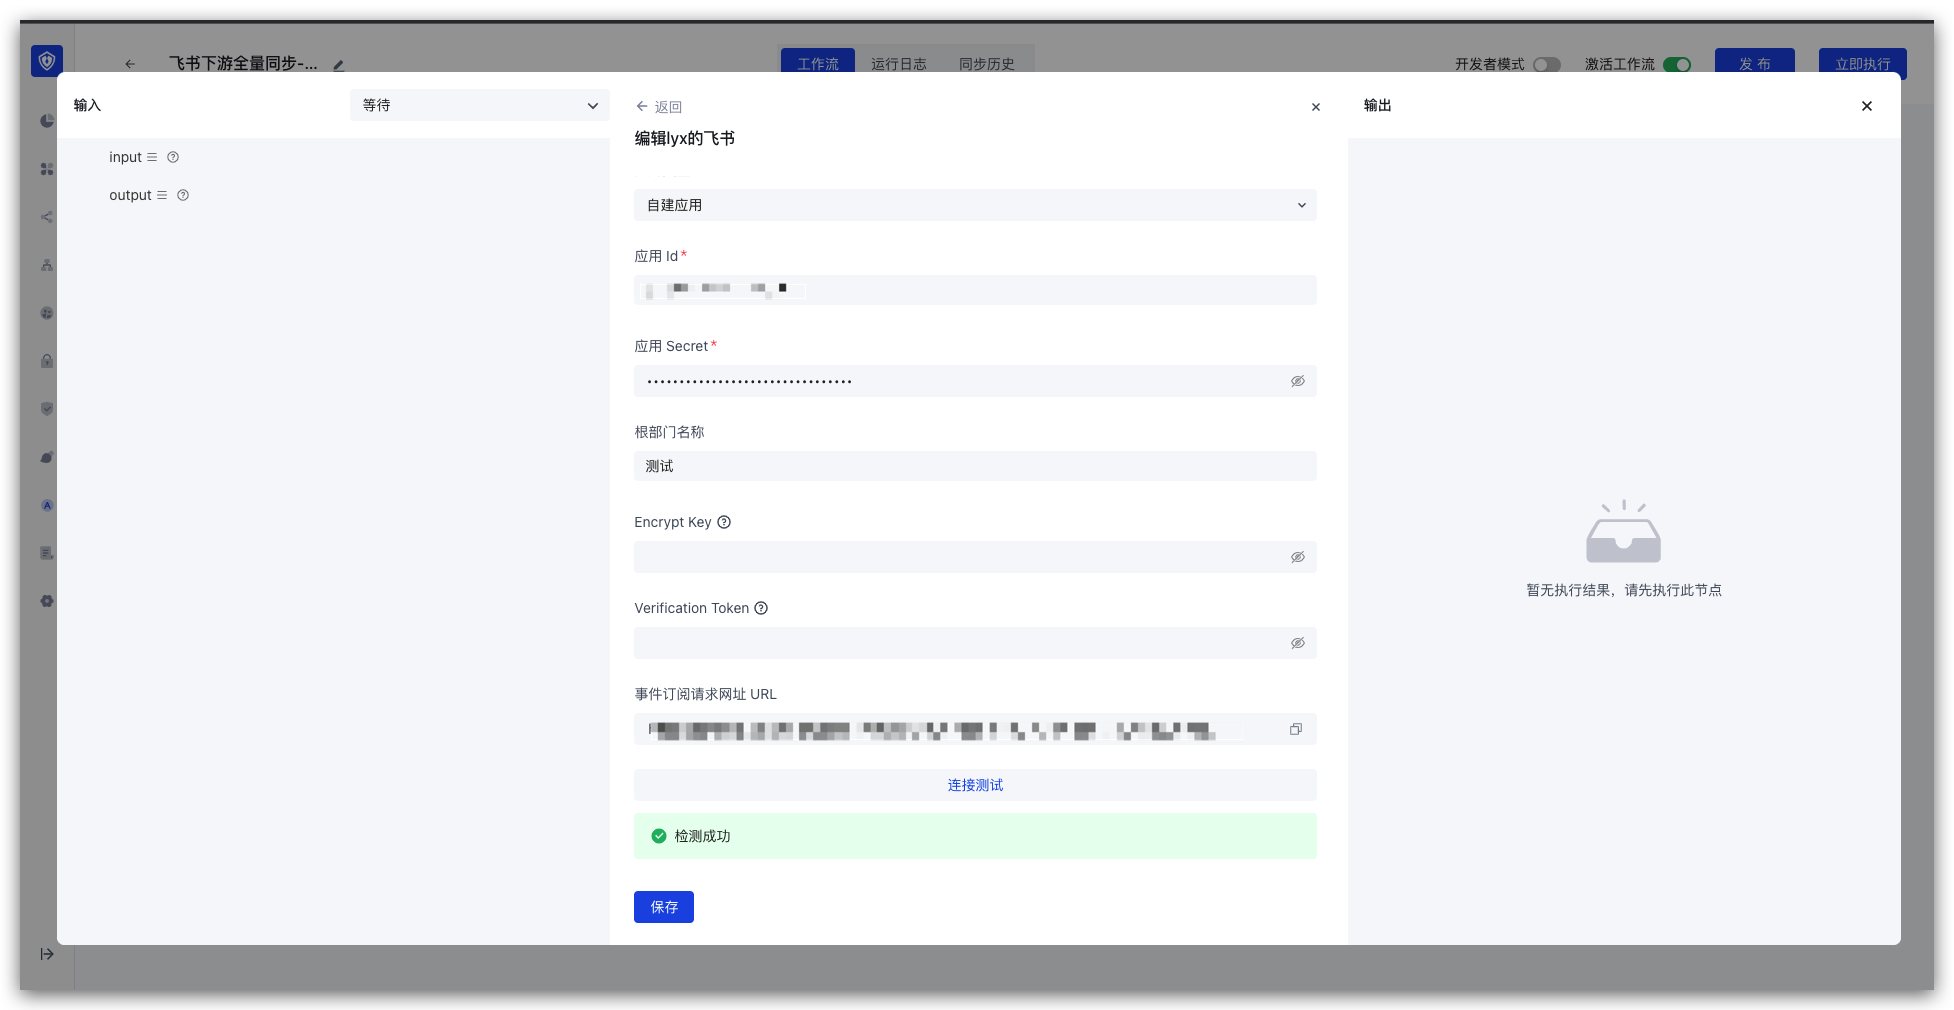 飞书下游全量同步-...
工作流
运行日志
同步历史
开发者模式
激活工作流
发 布
立即执行
输入
等待
input
output
返回
编辑lyx的飞书
自建应用
应用 Id*
应用 Secret*
••••••••••••••••••••••••••••••••
根部门名称
测试
Encrypt Key
Verification Token
事件订阅请求网址 URL
连接测试
检测成功
保存
输出
暂无执行结果，请先执行此节点